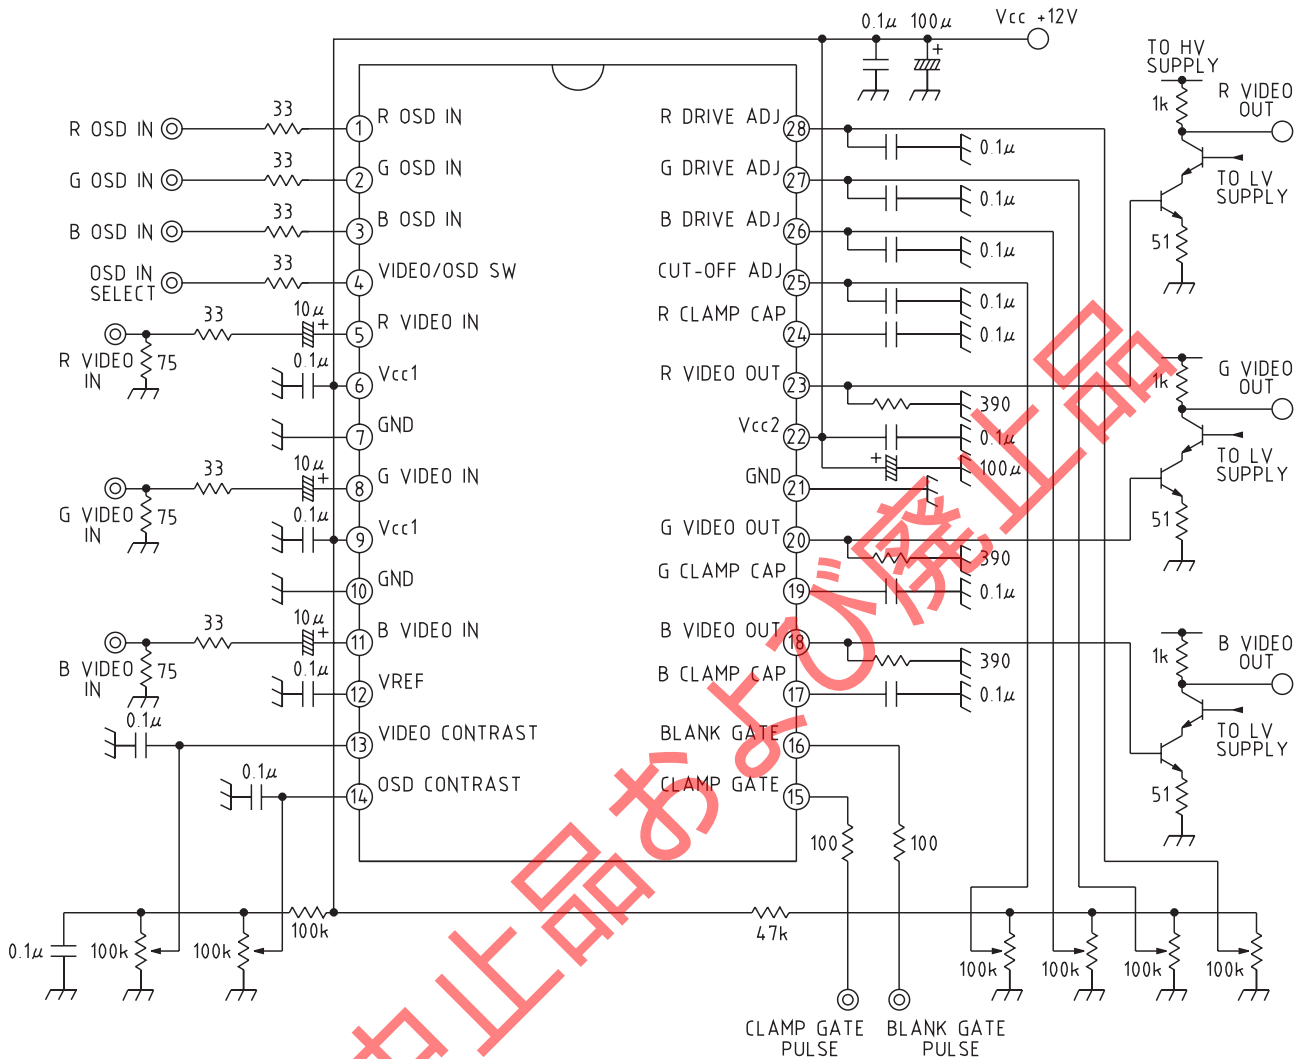 0.1μ 100μ Vcc +12V
TO HV
SUPPLY
1k
R VIDEO
OUT
TO LV
SUPPLY
51
R OSD IN 33 1 R OSD IN
G OSD IN 33 2 G OSD IN
B OSD IN 33 3 B OSD IN
OSD IN
SELECT
33 4 VIDEO/OSD SW
33 10μ + 5 R VIDEO IN
R VIDEO
IN
75
0.1μ 6 Vcc1
7 GND
33 10μ + 8 G VIDEO IN
G VIDEO
IN
75
0.1μ 9 Vcc1
10 GND
33 10μ + 11 B VIDEO IN
B VIDEO
IN
75
0.1μ 12 VREF
0.1μ 13 VIDEO CONTRAST
0.1μ 14 OSD CONTRAST
R DRIVE ADJ 28 0.1μ
G DRIVE ADJ 27 0.1μ
B DRIVE ADJ 26 0.1μ
CUT-OFF ADJ 25 0.1μ
R CLAMP CAP 24 0.1μ
R VIDEO OUT 23 390
Vcc2 22 0.1μ
+ 100μ
GND 21
G VIDEO OUT 20 390
G CLAMP CAP 19 0.1μ
B VIDEO OUT 18 390
B CLAMP CAP 17 0.1μ
BLANK GATE 16
CLAMP GATE 15
100 100
1k
G VIDEO
OUT
TO LV
SUPPLY
51
1k
B VIDEO
OUT
TO LV
SUPPLY
51
0.1μ 100k 100k 100k 47k 100k 100k 100k 100k
CLAMP GATE
PULSE
BLANK GATE
PULSE
中止品および廃止品